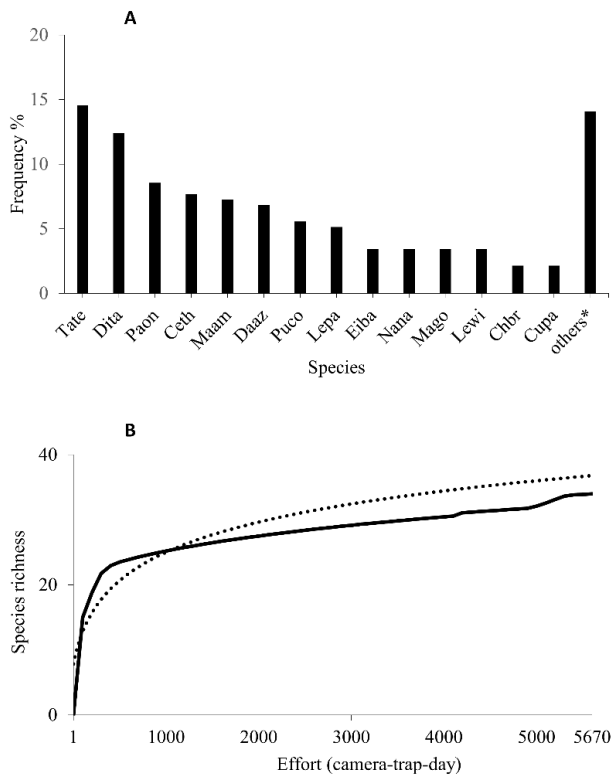 A
20
15
10
5
0
Frequency %
Tate Dita Paon Ceth Maam Daaz Puco Lepa Eiba Nana Mago Lewi Chbr Cupa others*
Species
B
40
20
0
Species richness
1 1000 2000 3000 4000 5000 5670
Effort (camera-trap-day)